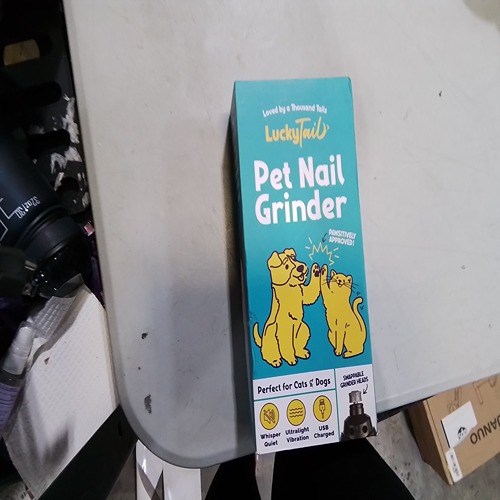 Loved by a Thousand Tails
LuckyTail
Pet Nail
Grinder
PAWSITIVELY
APPROVED!
Perfect for Cats & Dogs
SWAPPABLE
GRINDER HEADS
Whisper
Quiet
Ultralight
Vibration
USB
Charged